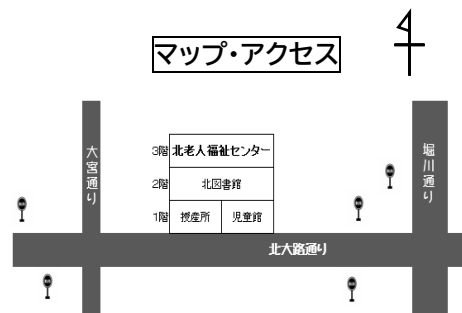 マップ・アクセス
大宮通り
堀川通り
3階 北老人福祉センター
2階 北図書館
1階 授産所 児童館
北大路通り